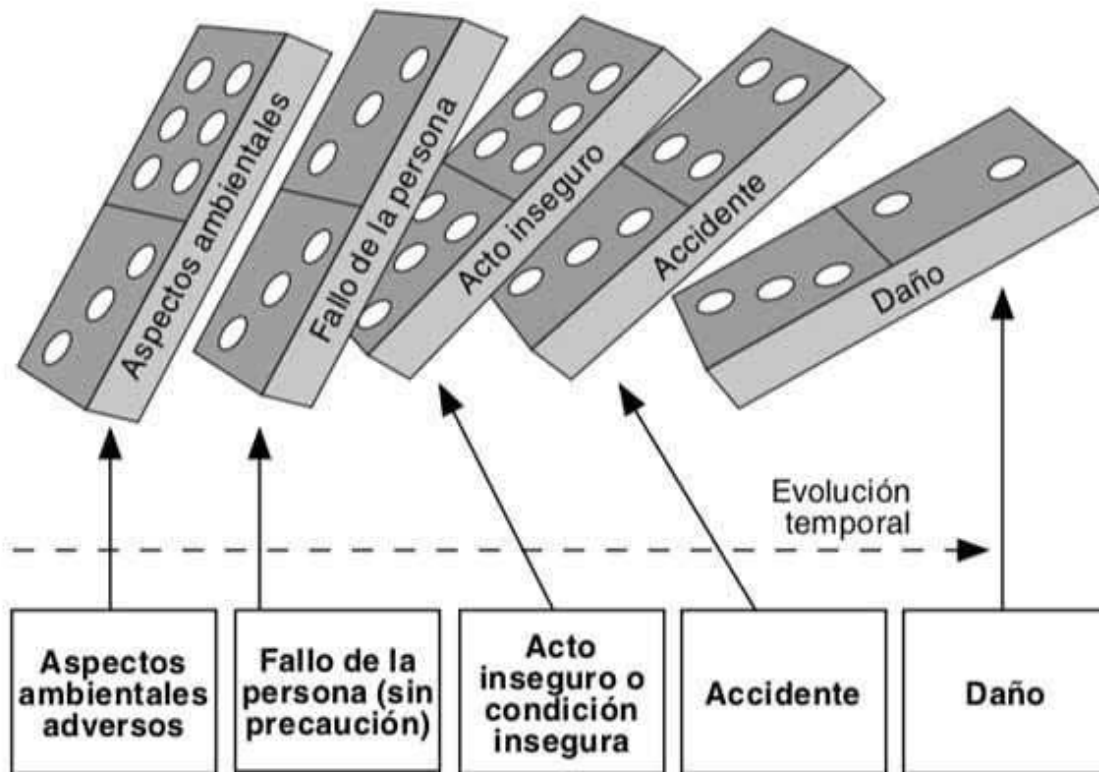 Aspectos ambientales
Fallo de la persona
Acto inseguro
Accidente
Daño
Evolución
temporal
Aspectos
ambientales
adversos
Fallo de la
persona (sin
precaución)
Acto
inseguro o
condición
insegura
Accidente
Daño